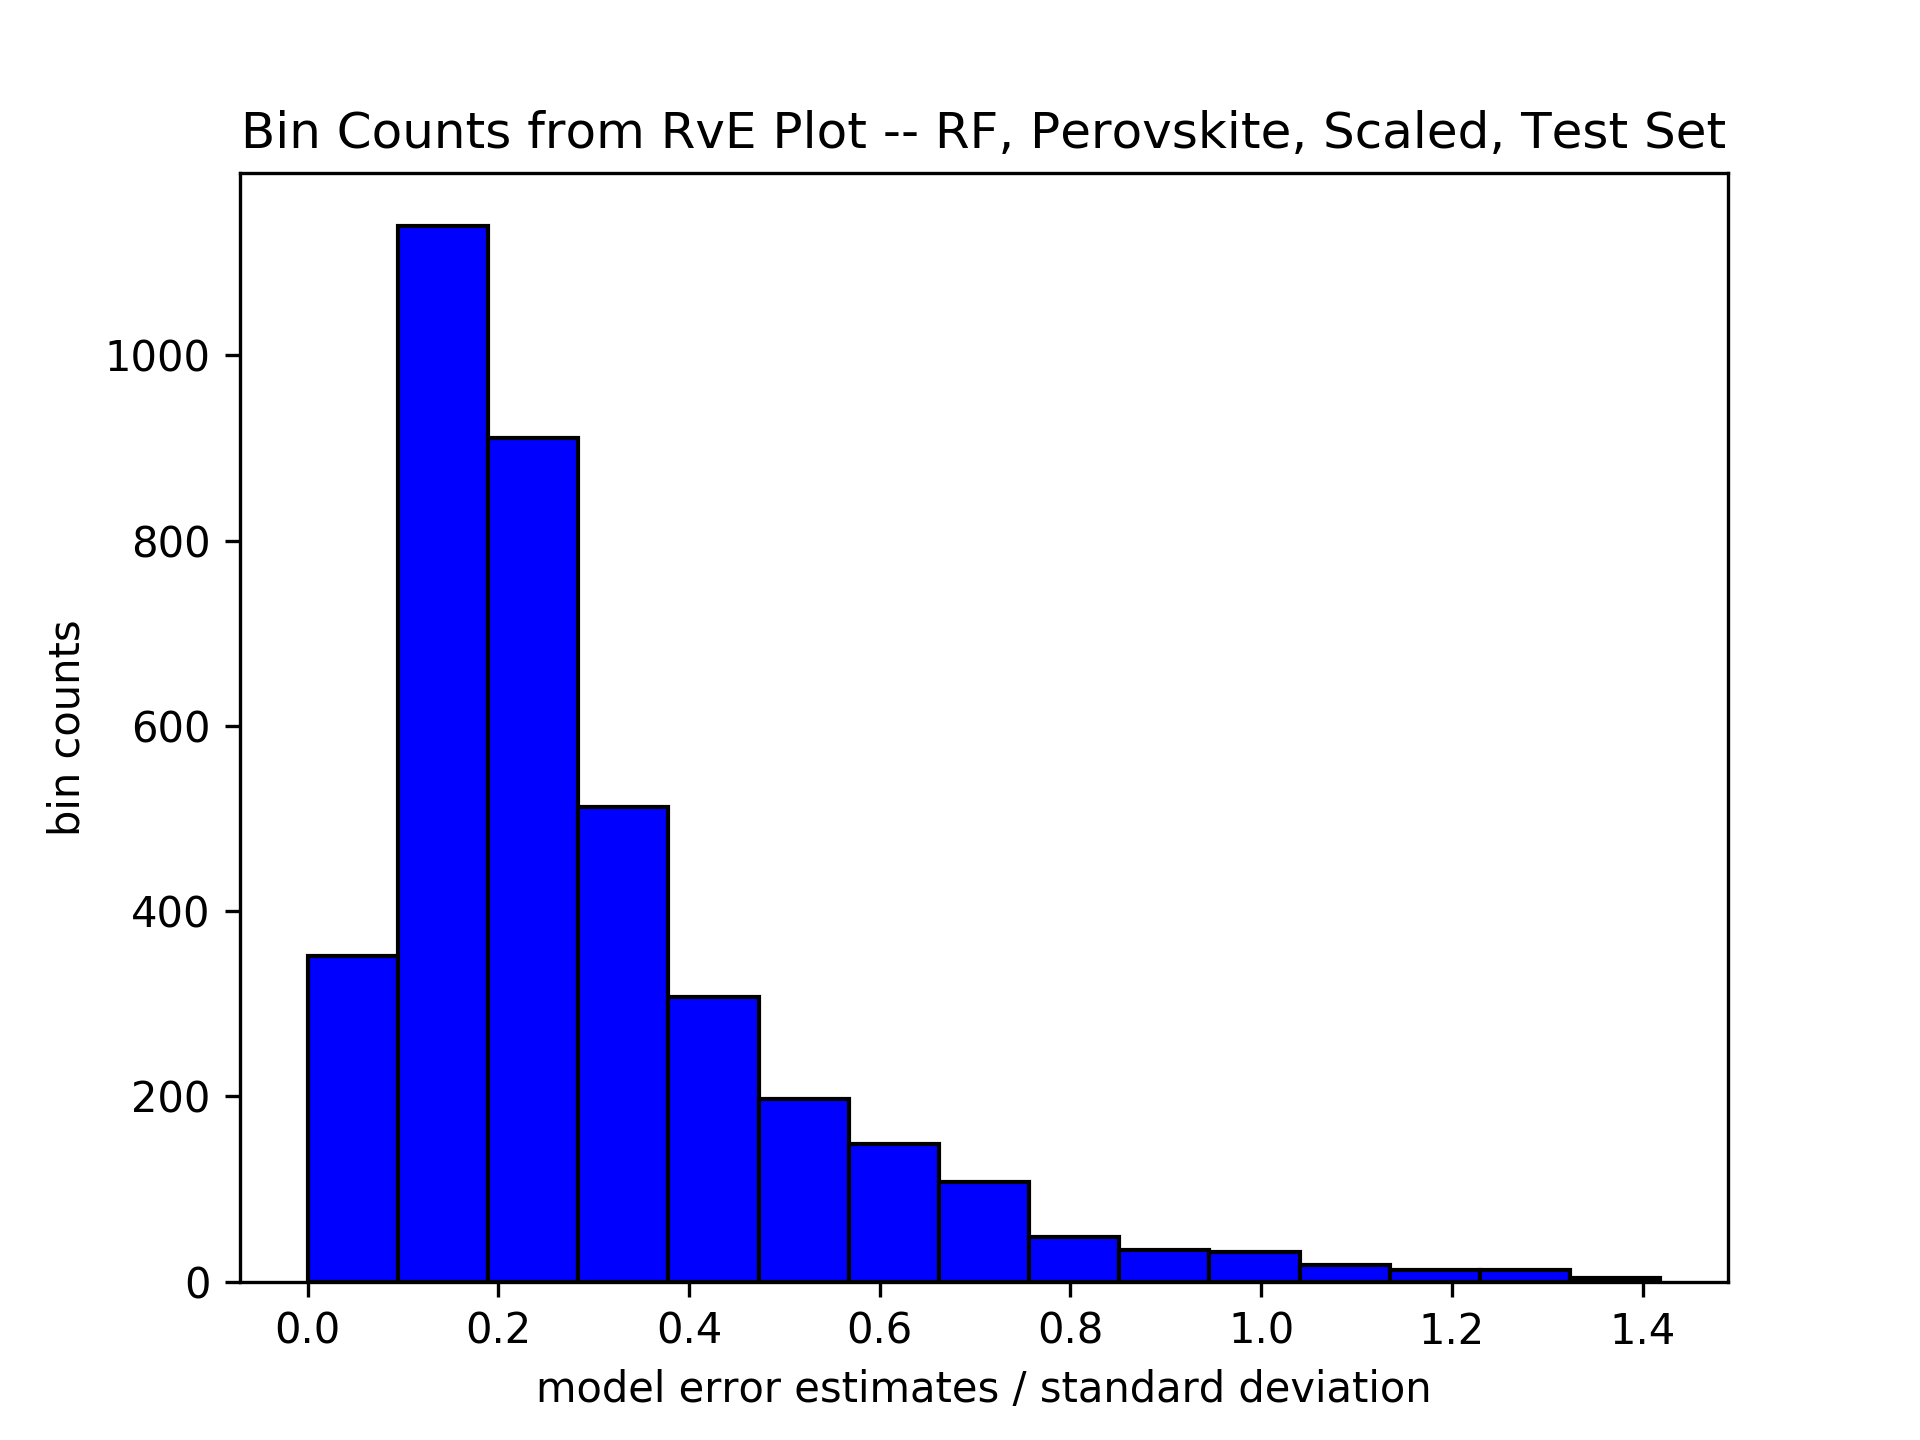 Bin Counts from RvE Plot -- RF, Perovskite, Scaled, Test Set
bin counts
1000
800
600
400
200
0
0.0 0.2 0.4 0.6 0.8 1.0 1.2 1.4
model error estimates / standard deviation